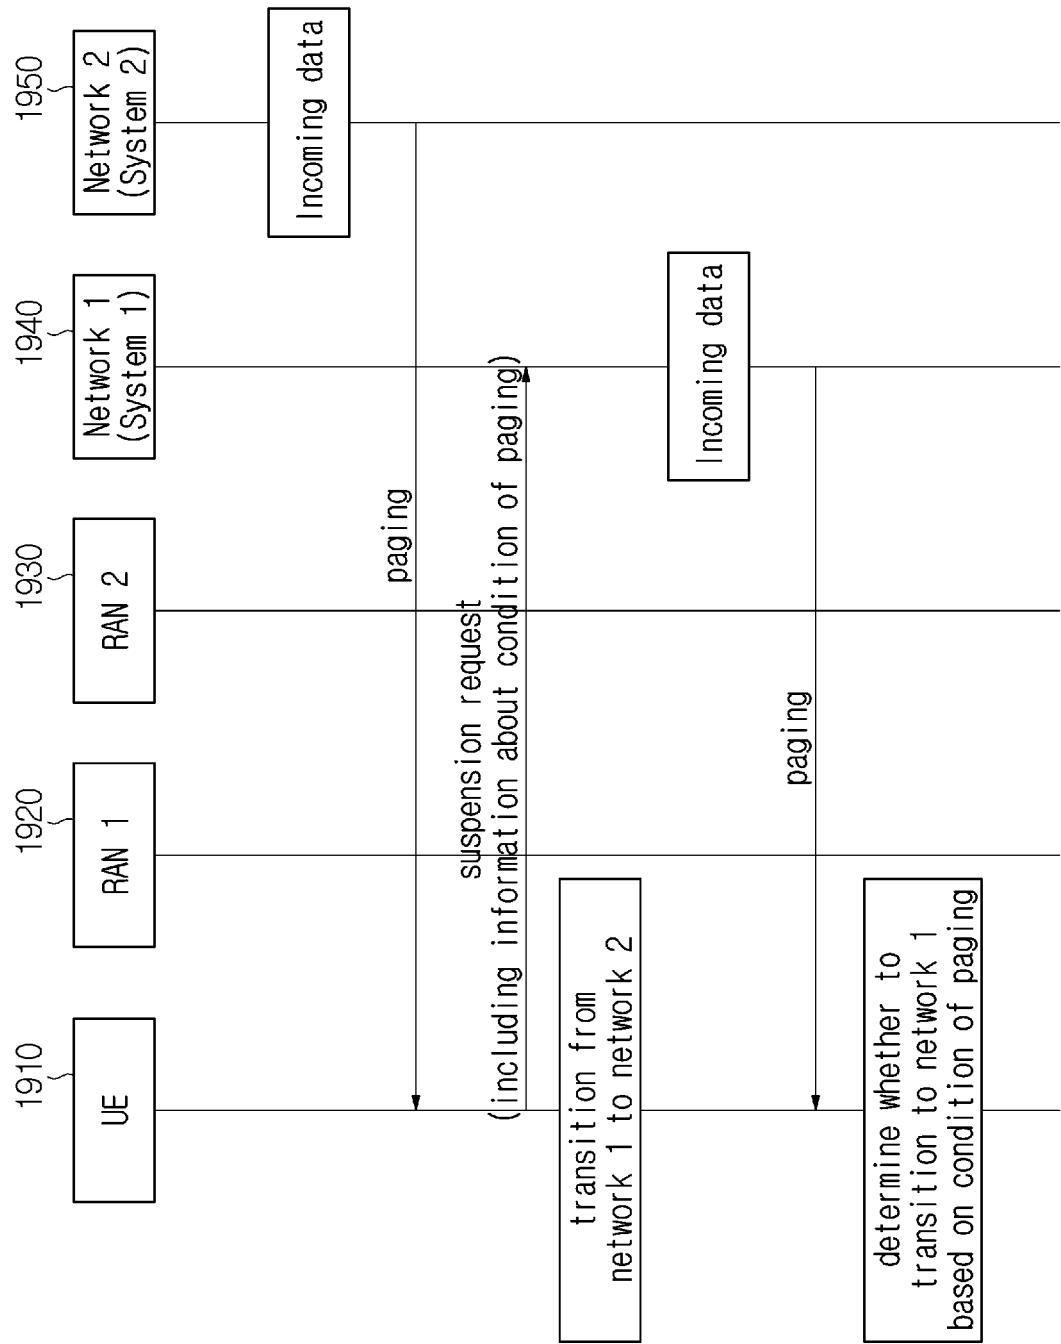 1910
UE
1920
RAN 1
1930
RAN 2
1940
Network 1
(System 1)
1950
Network 2
(System 2)
Incoming data
paging
suspension request
(including information about condition of paging)
transition from
network 1 to network 2
Incoming data
paging
determine whether to
transition to network 1
based on condition of paging